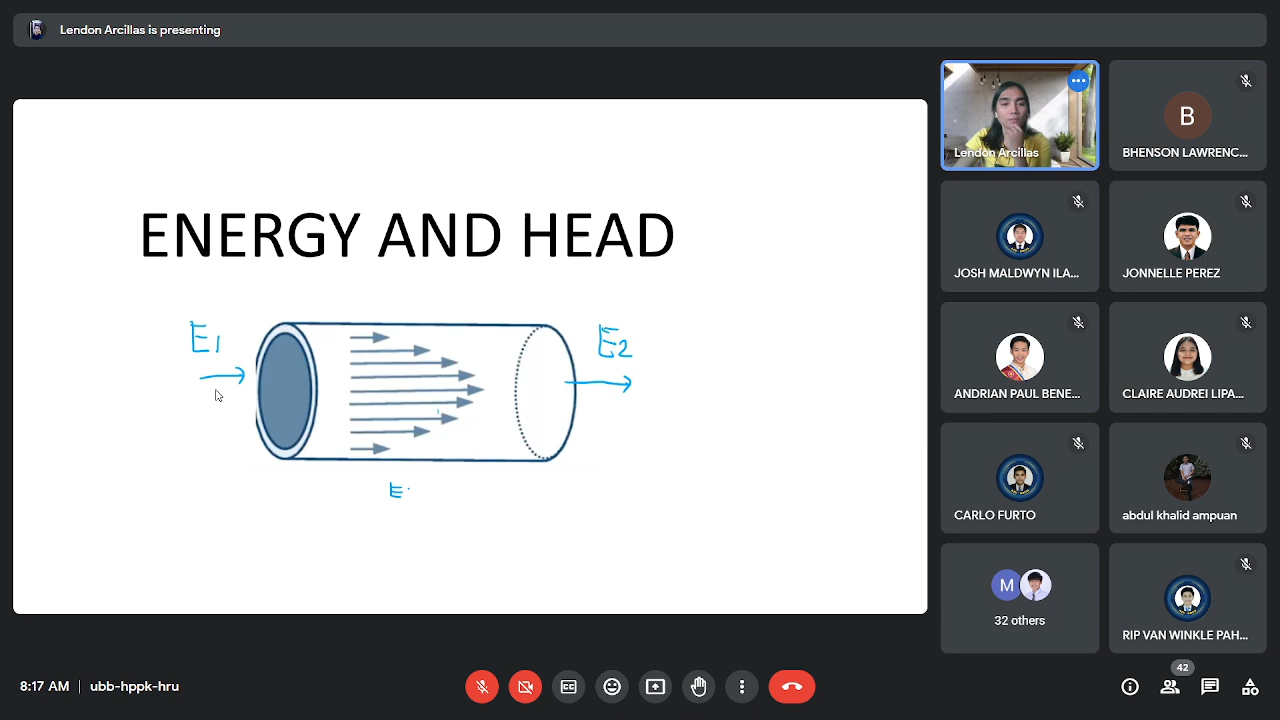 Lendon Arcillas is presenting
ENERGY AND HEAD
E1
E2
E
Lendon Arcillas
B
BHENSON LAWRENC...
JOSH MALDWYN ILA...
JONNELLE PEREZ
ADRIAN PAUL BENE...
CLAIRE AUDREI LIPA...
CARLO FURTO
abdul khalid ampuan
M
32 others
RIP VAN WINKLE PAH...
8:17 AM
ubb-hppk-hru
42